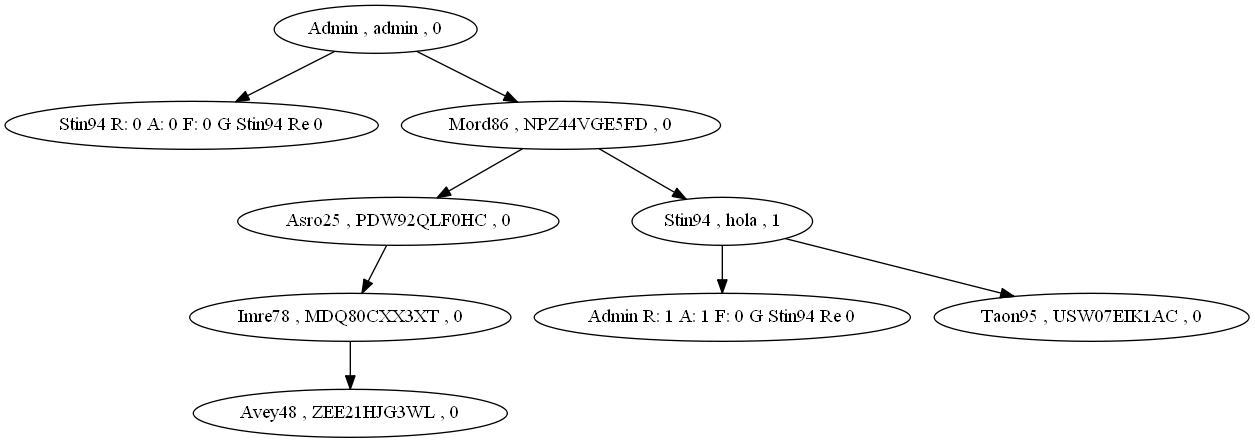 Admin , admin , 0
Stin94 R: 0 A: 0 F: 0 G Stin94 Re 0
Mord86 , NPZ44VGE5FD , 0
Asro25 , PDW92QLF0HC , 0
Stin94 , hola , 1
Imre78 , MDQ80CXX3XT , 0
Admin R: 1 A: 1 F: 0 G Stin94 Re 0
Taon95 , USW07EIK1AC , 0
Avey48 , ZEE21HJG3WL , 0